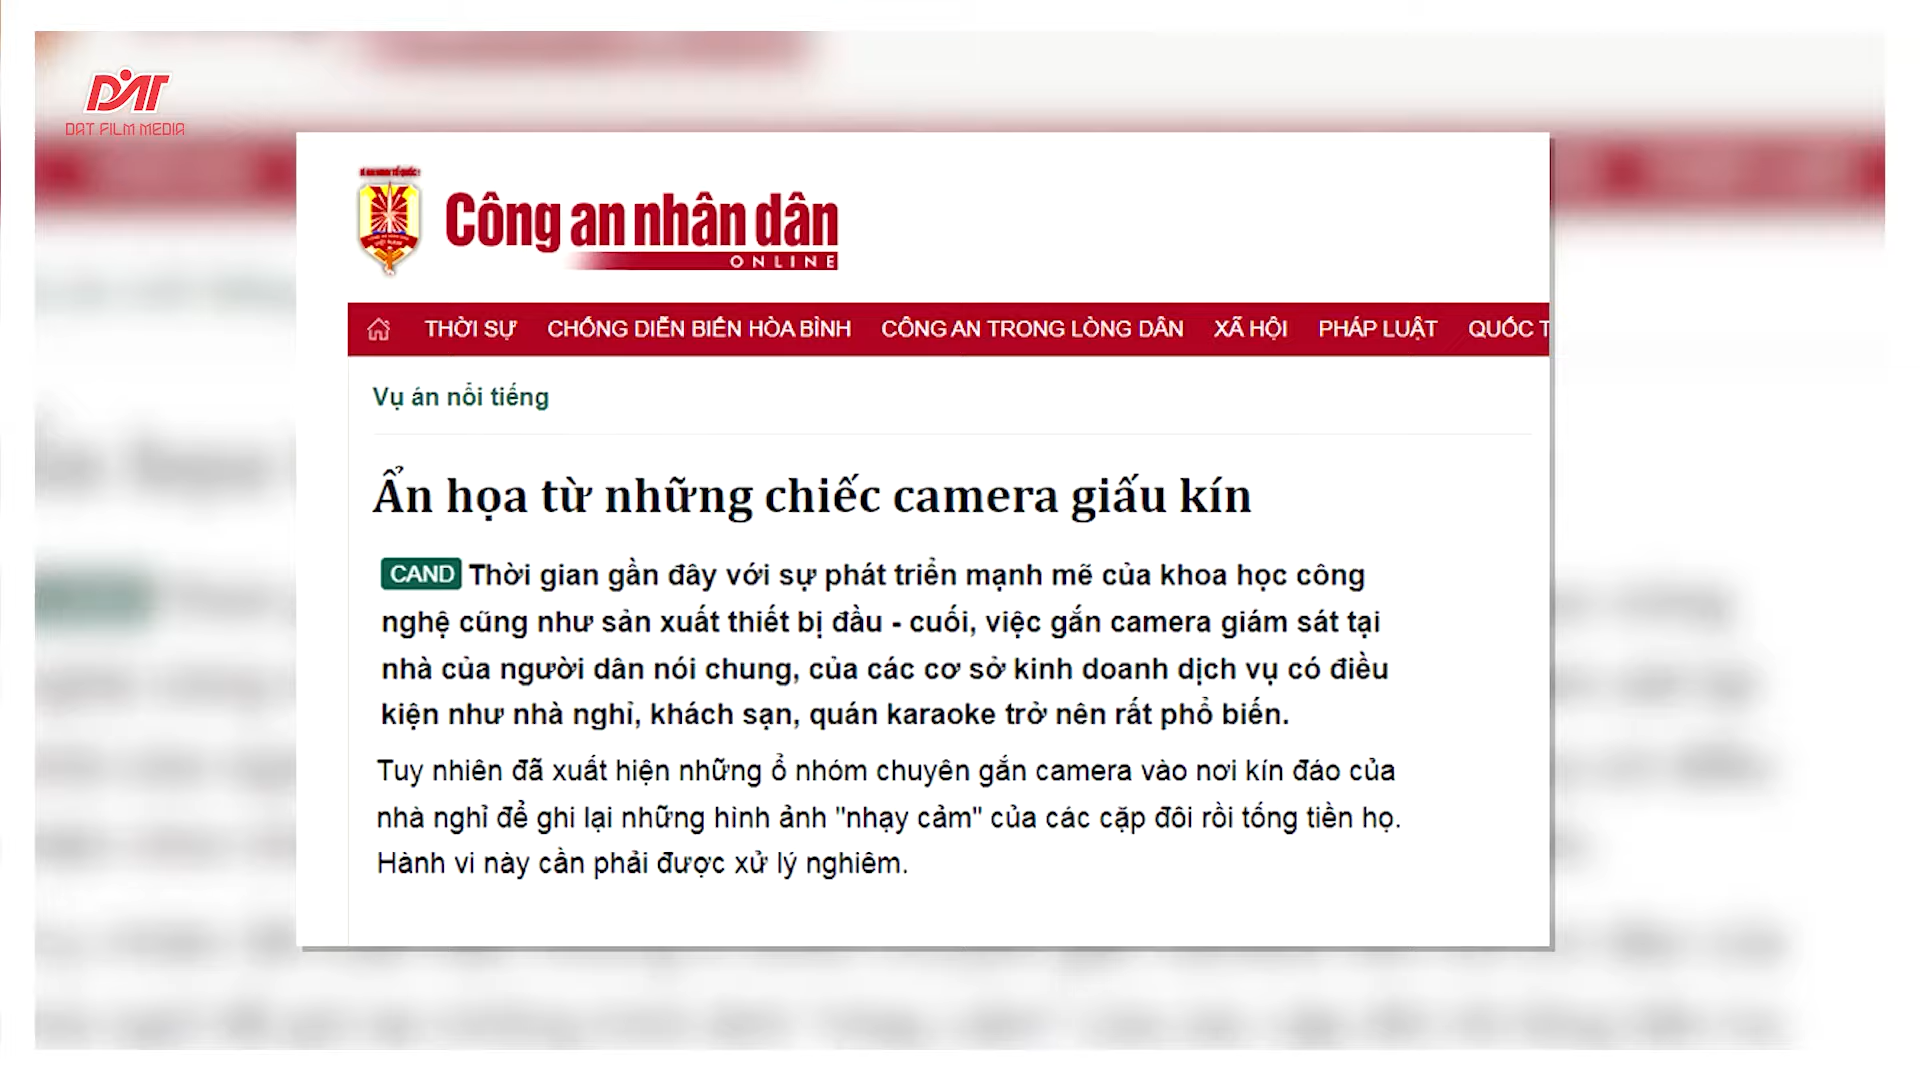 DAT
DAT FILM MEDIA
Công an nhân dân
ONLINE
THỜI SỰ CHỐNG DIỄN BIẾN HÒA BÌNH CÔNG AN TRONG LÒNG DÂN XÃ HỘI PHÁP LUẬT QUỐC T
Vụ án nổi tiếng
Ẩn họa từ những chiếc camera giấu kín
CAND Thời gian gần đây với sự phát triển mạnh mẽ của khoa học công
nghệ cũng như sản xuất thiết bị đầu - cuối, việc gắn camera giám sát tại
nhà của người dân nói chung, của các cơ sở kinh doanh dịch vụ có điều
kiện như nhà nghỉ, khách sạn, quán karaoke trở nên rất phổ biến.
Tuy nhiên đã xuất hiện những ổ nhóm chuyên gắn camera vào nơi kín đáo của
nhà nghỉ để ghi lại những hình ảnh "nhạy cảm" của các cặp đôi rồi tống tiền họ.
Hành vi này cần phải được xử lý nghiêm.